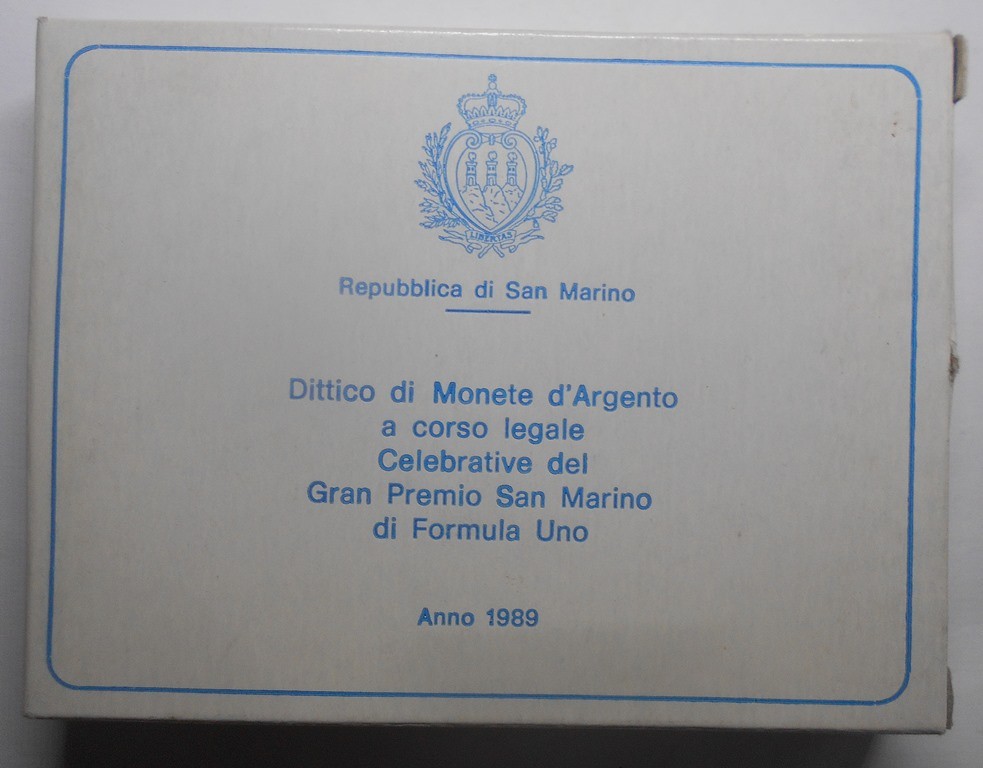 LIBERTAS
Repubblica di San Marino
Dittico di Monete d'Argento
a corso legale
Celebrative del
Gran Premio San Marino
di Formula Uno
Anno 1989